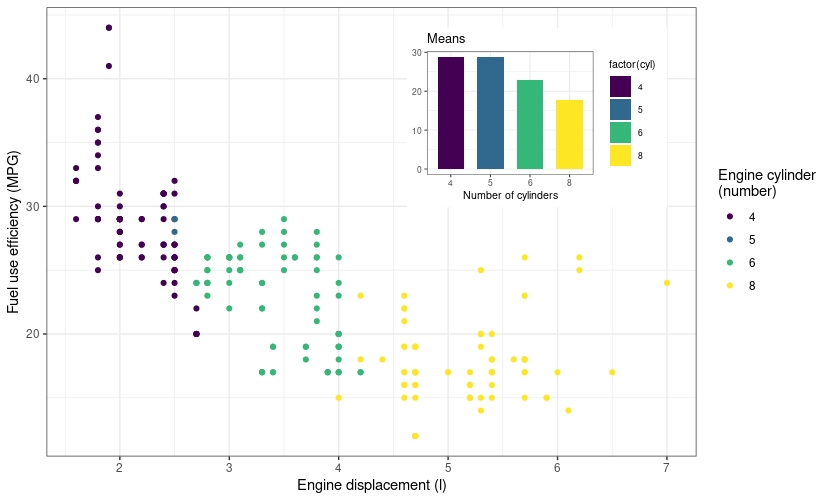 Means
30
20
10
0
4 5 6 8
Number of cylinders
factor(cyl)
4
5
6
8
40
30
20
Fuel use efficiency (MPG)
2 3 4 5 6 7
Engine displacement (l)
Engine cylinder
(number)
4
5
6
8